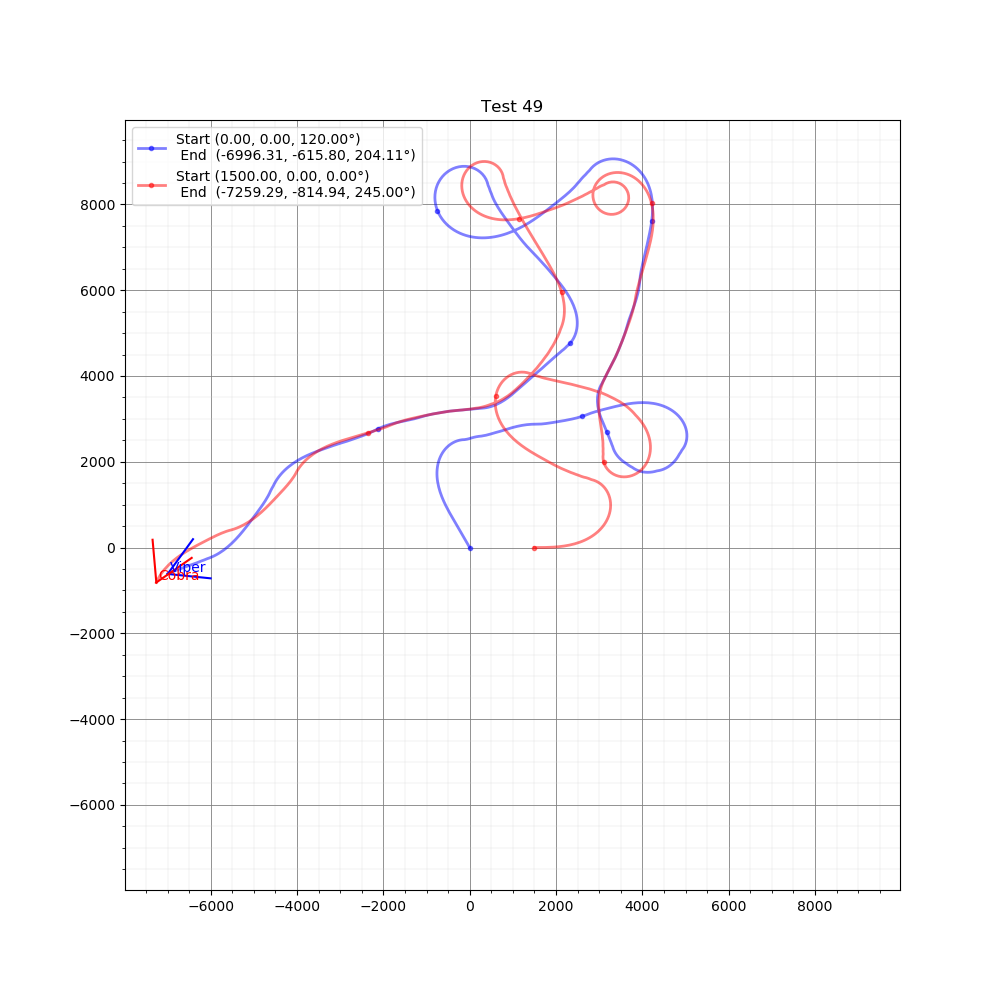 Test 49
Start (0.00, 0.00, 120.00°)
End  (-6996.31, -615.80, 204.11°)
Start (1500.00, 0.00, 0.00°)
End  (-7259.29, -814.94, 245.00°)
8000
6000
4000
2000
0
−2000
−4000
−6000
Viper
Cobra
−6000 −4000 −2000 0 2000 4000 6000 8000